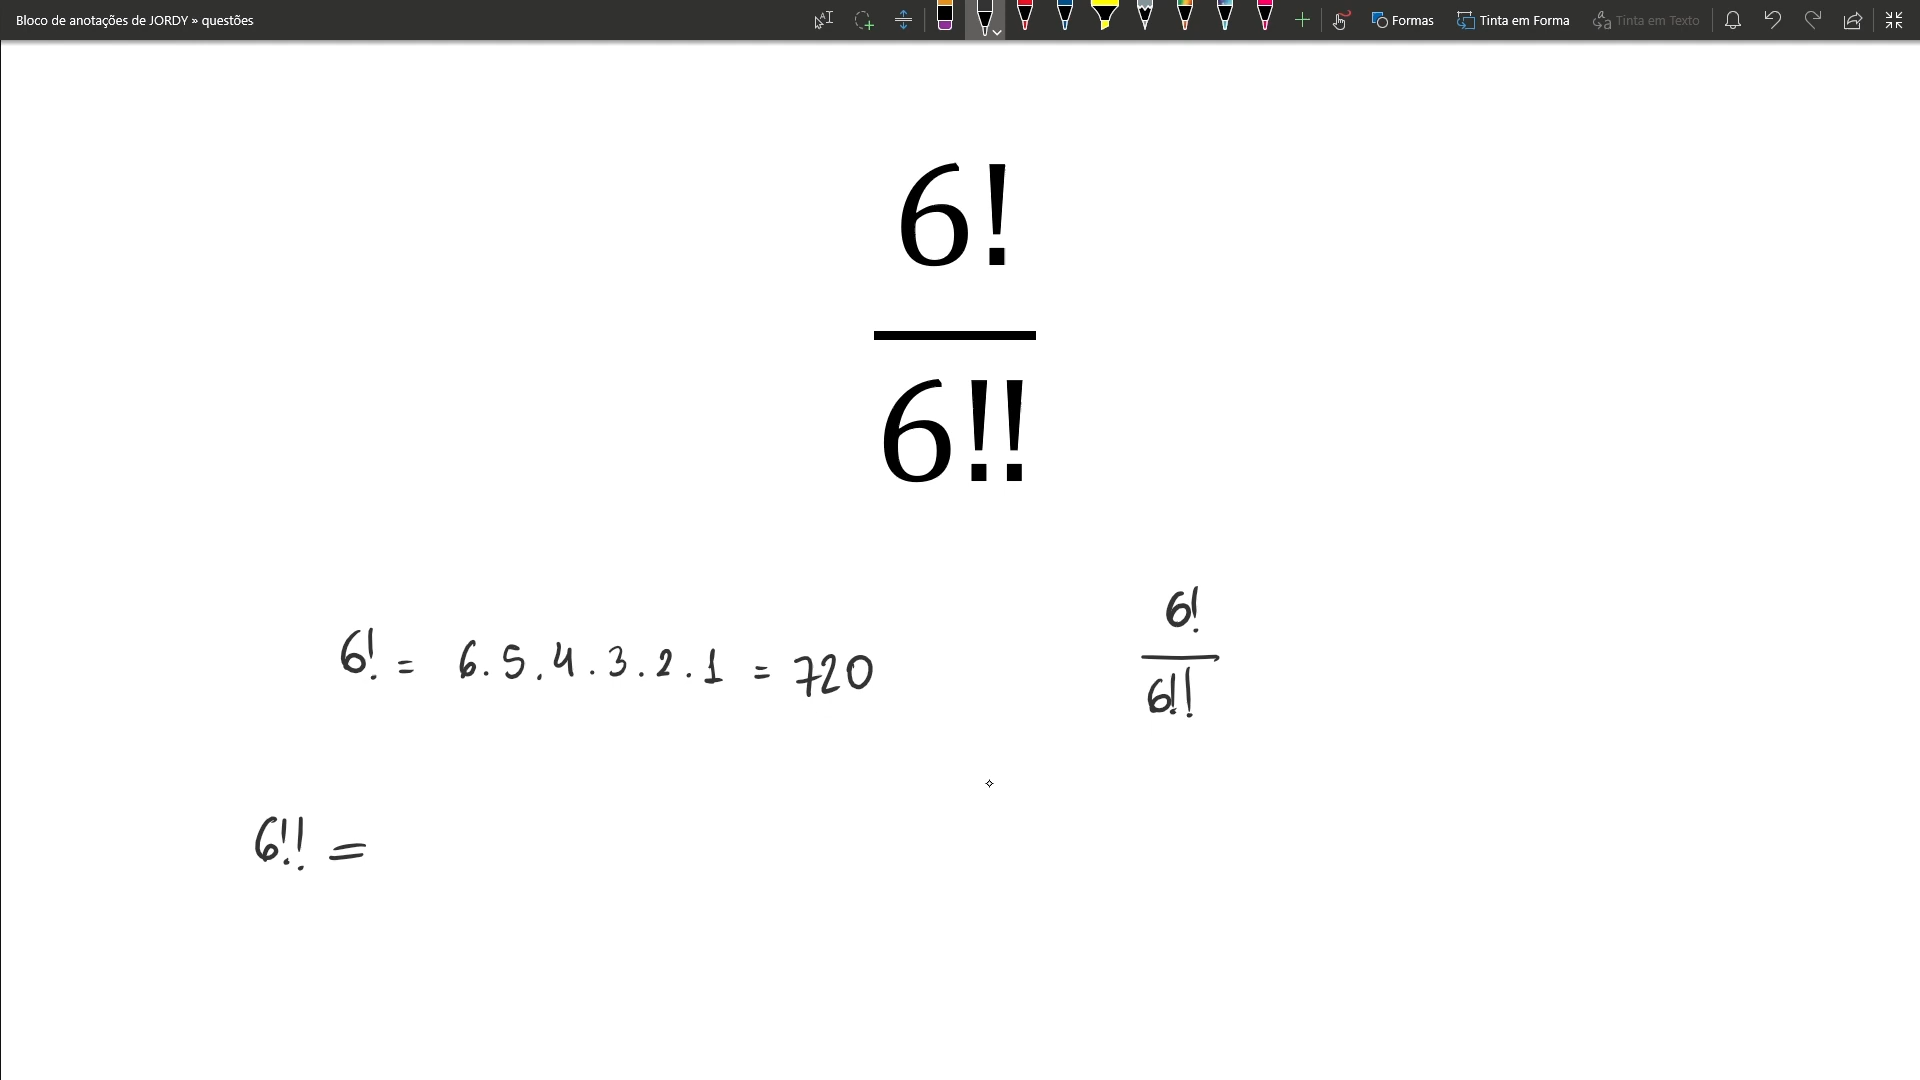 Bloco de anotações de JORDY » questões
Formas
Tinta em Forma
Tinta em Texto
6!
6!!
6! = 6.5.4.3.2.1 = 720
6!
6!!
6!! =